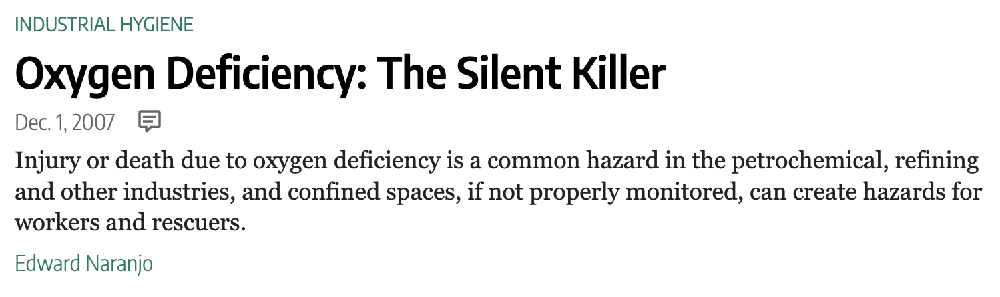 INDUSTRIAL HYGIENE
Oxygen Deficiency: The Silent Killer
Dec. 1, 2007
Injury or death due to oxygen deficiency is a common hazard in the petrochemical, refining
and other industries, and confined spaces, if not properly monitored, can create hazards for
workers and rescuers.
Edward Naranjo